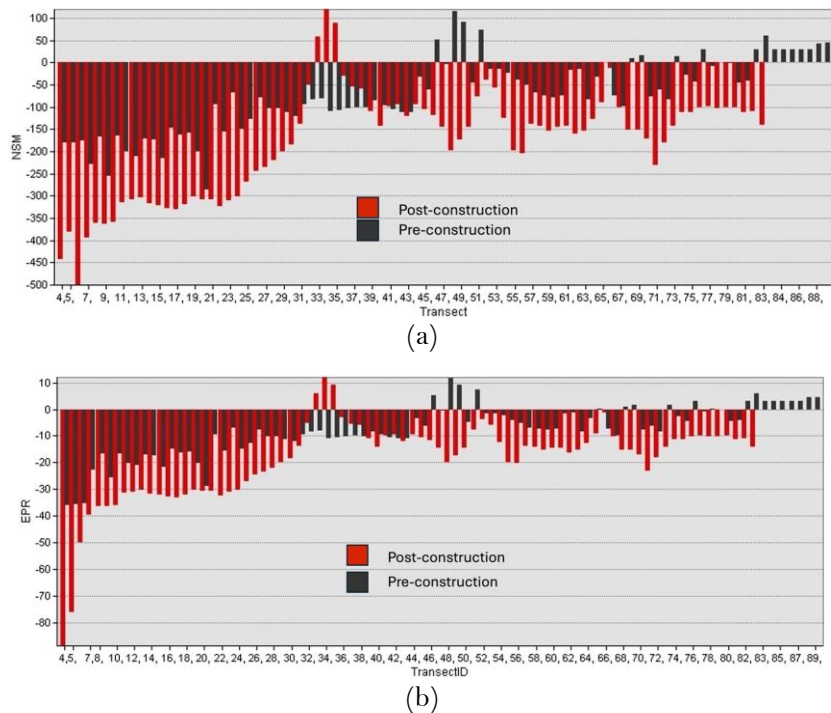 100
50
0
-50
-100
-150
-200
-250
-300
-350
-400
-450
-500
NSM
Post-construction
Pre-construction
4,5, 7, 9, 11, 13, 15, 17, 19, 21, 23, 25, 27, 29, 31, 33, 35, 37, 39, 41, 43, 45, 47, 49, 51, 53, 55, 57, 59, 61, 63, 65, 67, 69, 71, 73, 75, 77, 79, 81, 83, 84, 86, 88,
Transect
(a)
10
0
-10
-20
-30
-40
-50
-60
-70
-80
EPR
Post-construction
Pre-construction
4,5, 7,8, 10, 12, 14, 16, 18, 20, 22, 24, 26, 28, 30, 32, 34, 36, 38, 40, 42, 44, 46, 48, 50, 52, 54, 56, 58, 60, 62, 64, 66, 68, 70, 72, 74, 76, 78, 80, 82, 83, 85, 87, 89,
TransectID
(b)